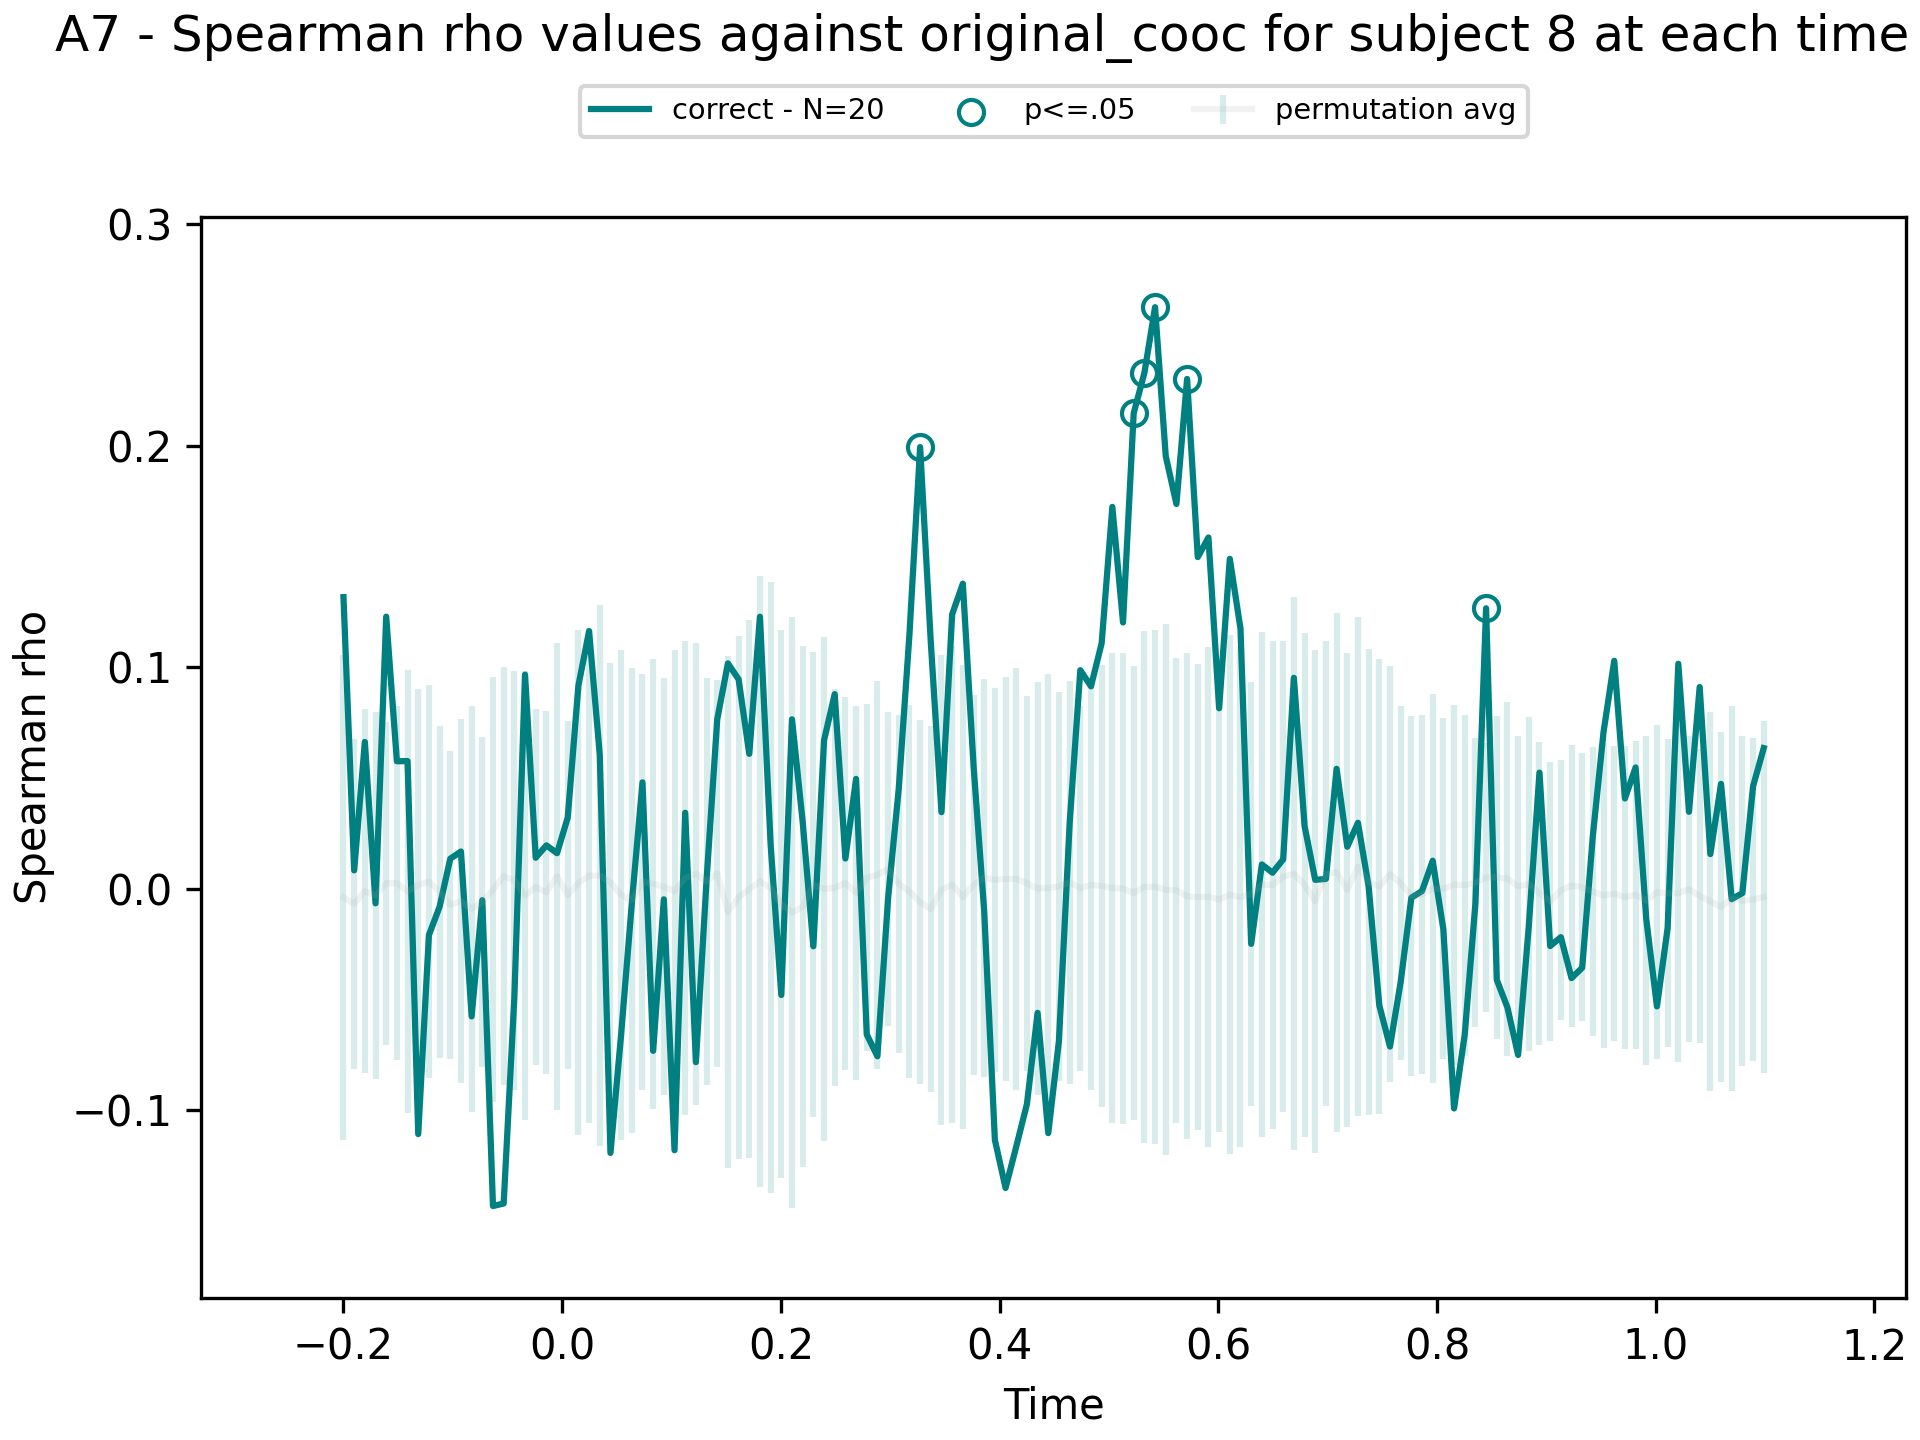 A7 - Spearman rho values against original_cooc for subject 8 at each time
correct - N=20 p<=.05 permutation avg
0.3
0.2
0.1
0.0
−0.1
Spearman rho
−0.2 0.0 0.2 0.4 0.6 0.8 1.0 1.2
Time